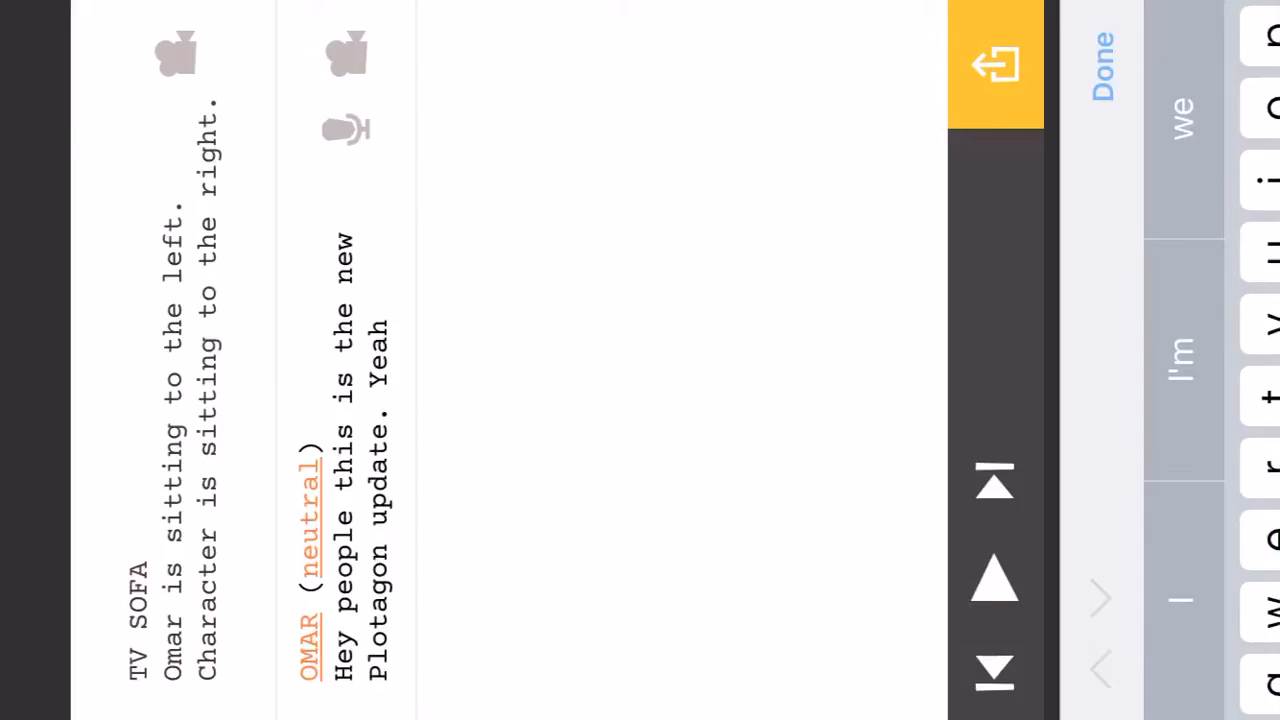 TV SOFA
Omar is sitting to the left.
Character is sitting to the right.
OMAR (neutral)
Hey people this is the new
Plotagon update. Yeah
Done
I I'm we
q w e r t y u i o p